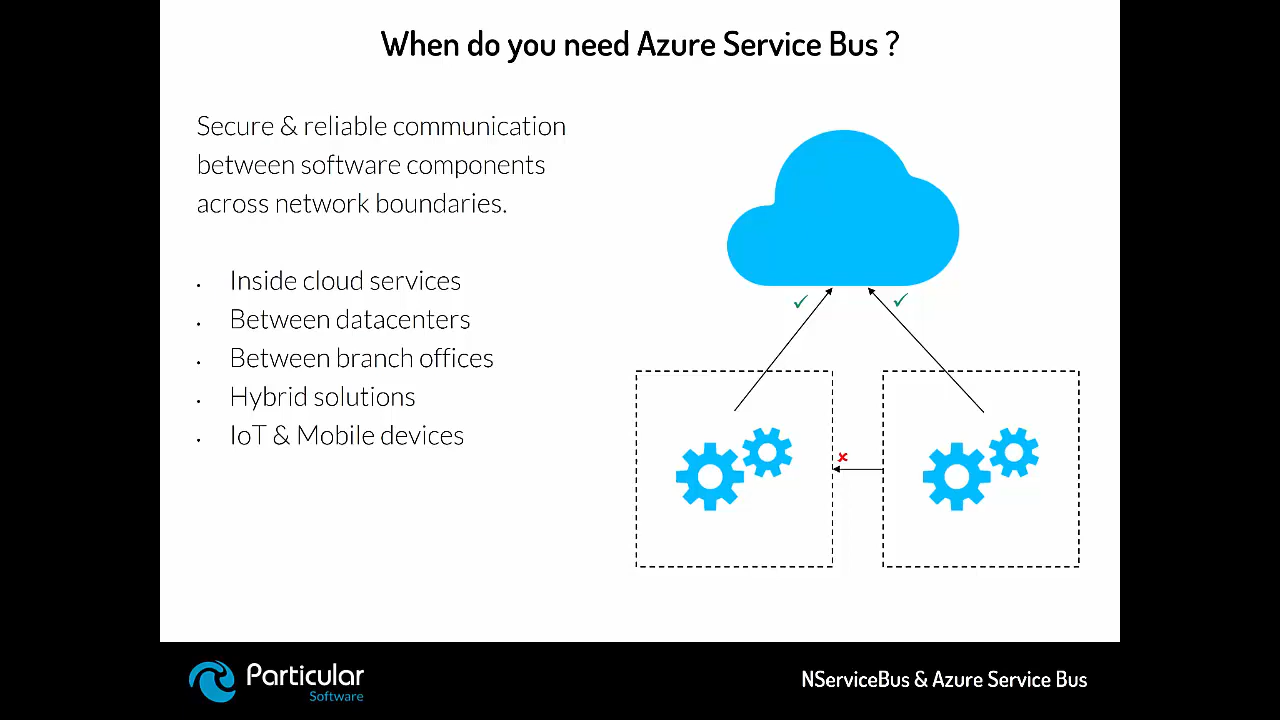 When do you need Azure Service Bus ?
Secure & reliable communication
between software components
across network boundaries.
• Inside cloud services
• Between datacenters
• Between branch offices
• Hybrid solutions
• IoT & Mobile devices
Particular
Software
NServiceBus & Azure Service Bus